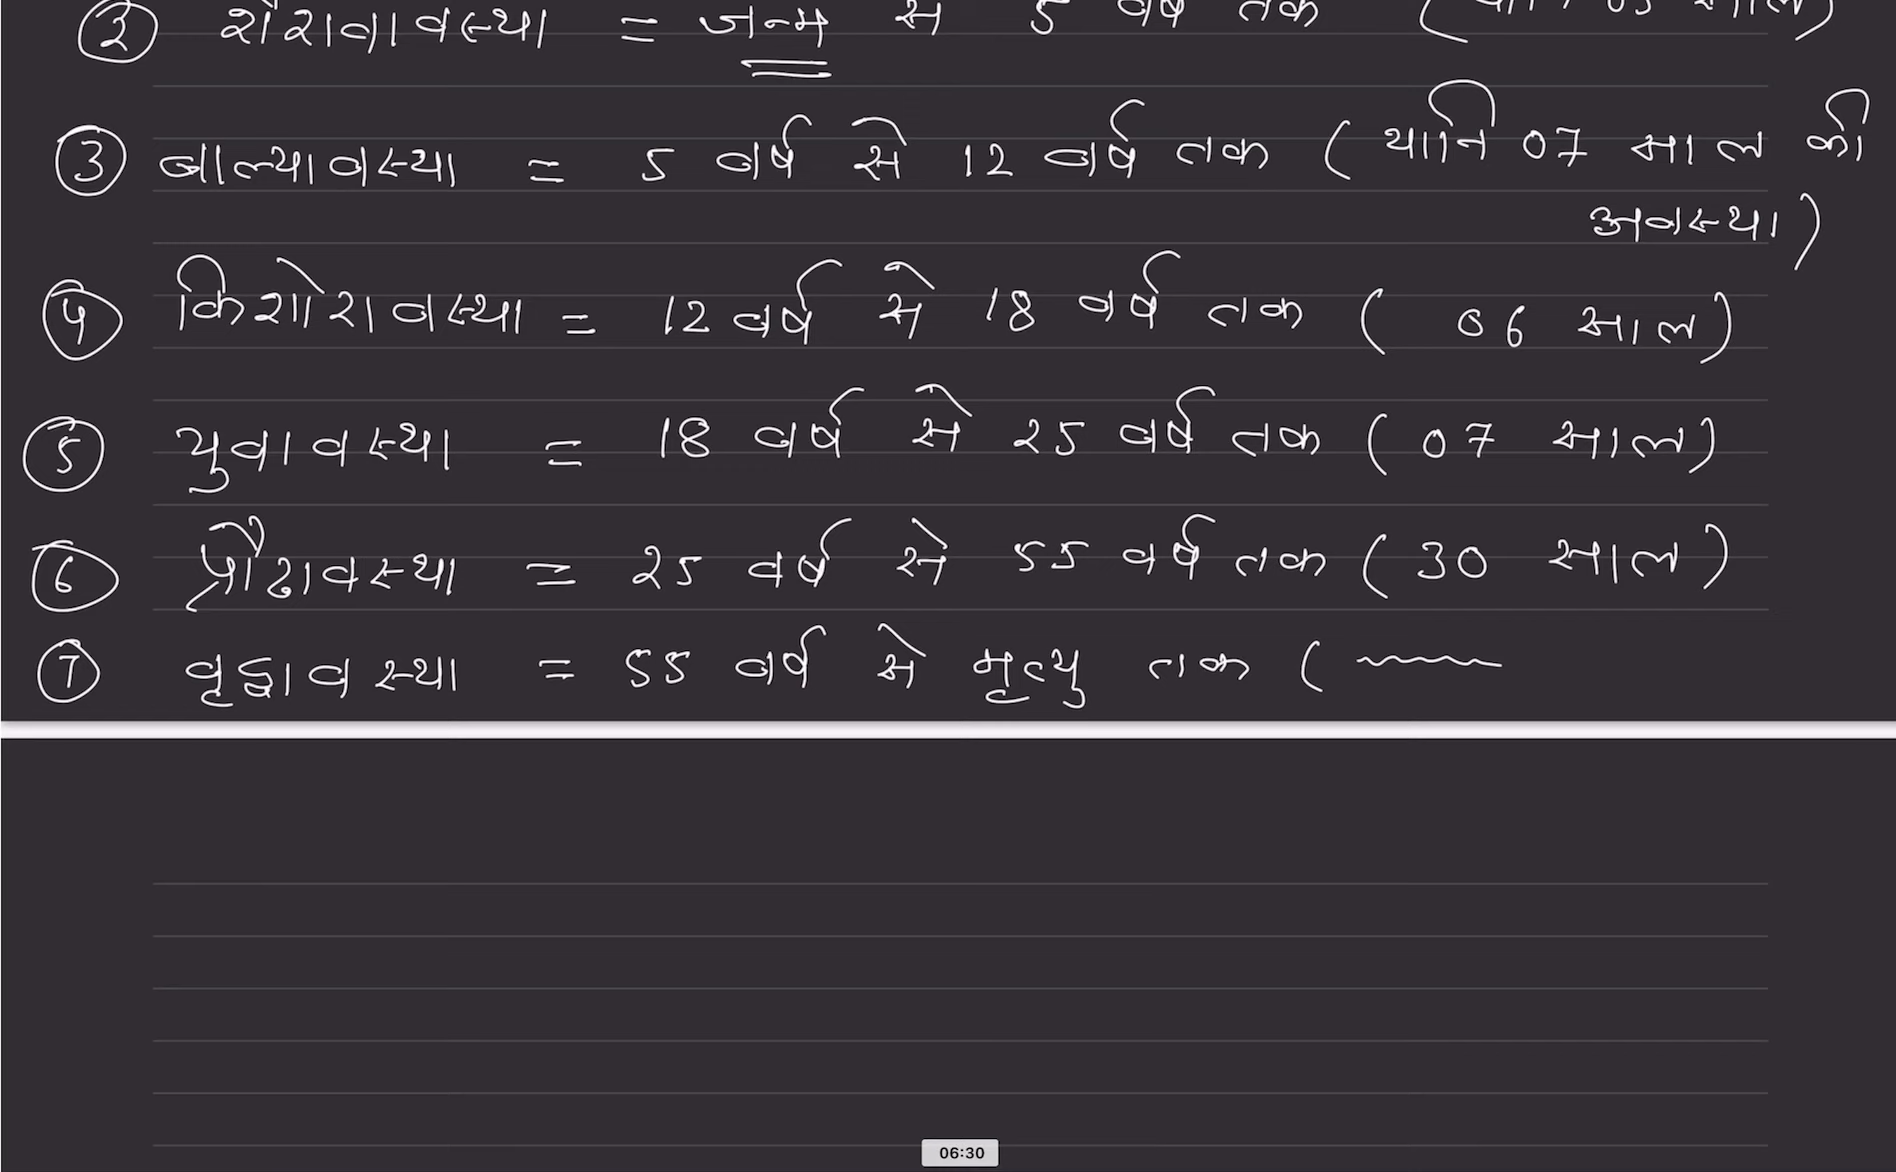 ② शैशवावस्था = जन्म से 5 वर्ष तक ( यानि 05 साल)
③ बाल्यावस्था = 5 वर्ष से 12 वर्ष तक ( यानि 07 साल की
अवस्था)
④ किशोरावस्था = 12 वर्ष से 18 वर्ष तक ( 06 साल)
⑤ युवावस्था = 18 वर्ष से 25 वर्ष तक ( 07 साल)
⑥ प्रौढावस्था = 25 वर्ष से 55 वर्ष तक ( 30 साल)
⑦ वृद्धावस्था = 55 वर्ष से मृत्यु तक (
06:30